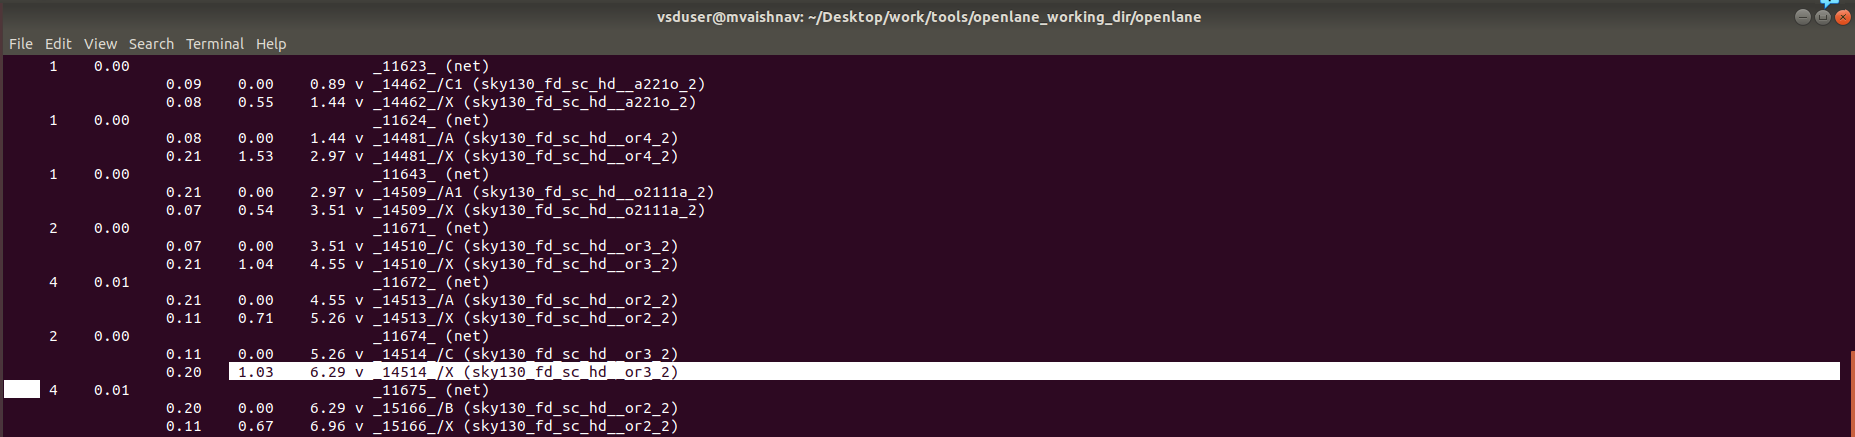 vsduser@mvaishnav: ~/Desktop/work/tools/openlane_working_dir/openlane
File Edit View Search Terminal Help
1 0.00 _11623_ (net)
0.09 0.00 0.89 v _14462_/C1 (sky130_fd_sc_hd__a221o_2)
0.08 0.55 1.44 v _14462_/X (sky130_fd_sc_hd__a221o_2)
1 0.00 _11624_ (net)
0.08 0.00 1.44 v _14481_/A (sky130_fd_sc_hd__or4_2)
0.21 1.53 2.97 v _14481_/X (sky130_fd_sc_hd__or4_2)
1 0.00 _11643_ (net)
0.21 0.00 2.97 v _14509_/A1 (sky130_fd_sc_hd__o2111a_2)
0.07 0.54 3.51 v _14509_/X (sky130_fd_sc_hd__o2111a_2)
2 0.00 _11671_ (net)
0.07 0.00 3.51 v _14510_/C (sky130_fd_sc_hd__or3_2)
0.21 1.04 4.55 v _14510_/X (sky130_fd_sc_hd__or3_2)
4 0.01 _11672_ (net)
0.21 0.00 4.55 v _14513_/A (sky130_fd_sc_hd__or2_2)
0.11 0.71 5.26 v _14513_/X (sky130_fd_sc_hd__or2_2)
2 0.00 _11674_ (net)
0.11 0.00 5.26 v _14514_/C (sky130_fd_sc_hd__or3_2)
0.20 1.03 6.29 v _14514_/X (sky130_fd_sc_hd__or3_2)
4 0.01 _11675_ (net)
0.20 0.00 6.29 v _15166_/B (sky130_fd_sc_hd__or2_2)
0.11 0.67 6.96 v _15166_/X (sky130_fd_sc_hd__or2_2)